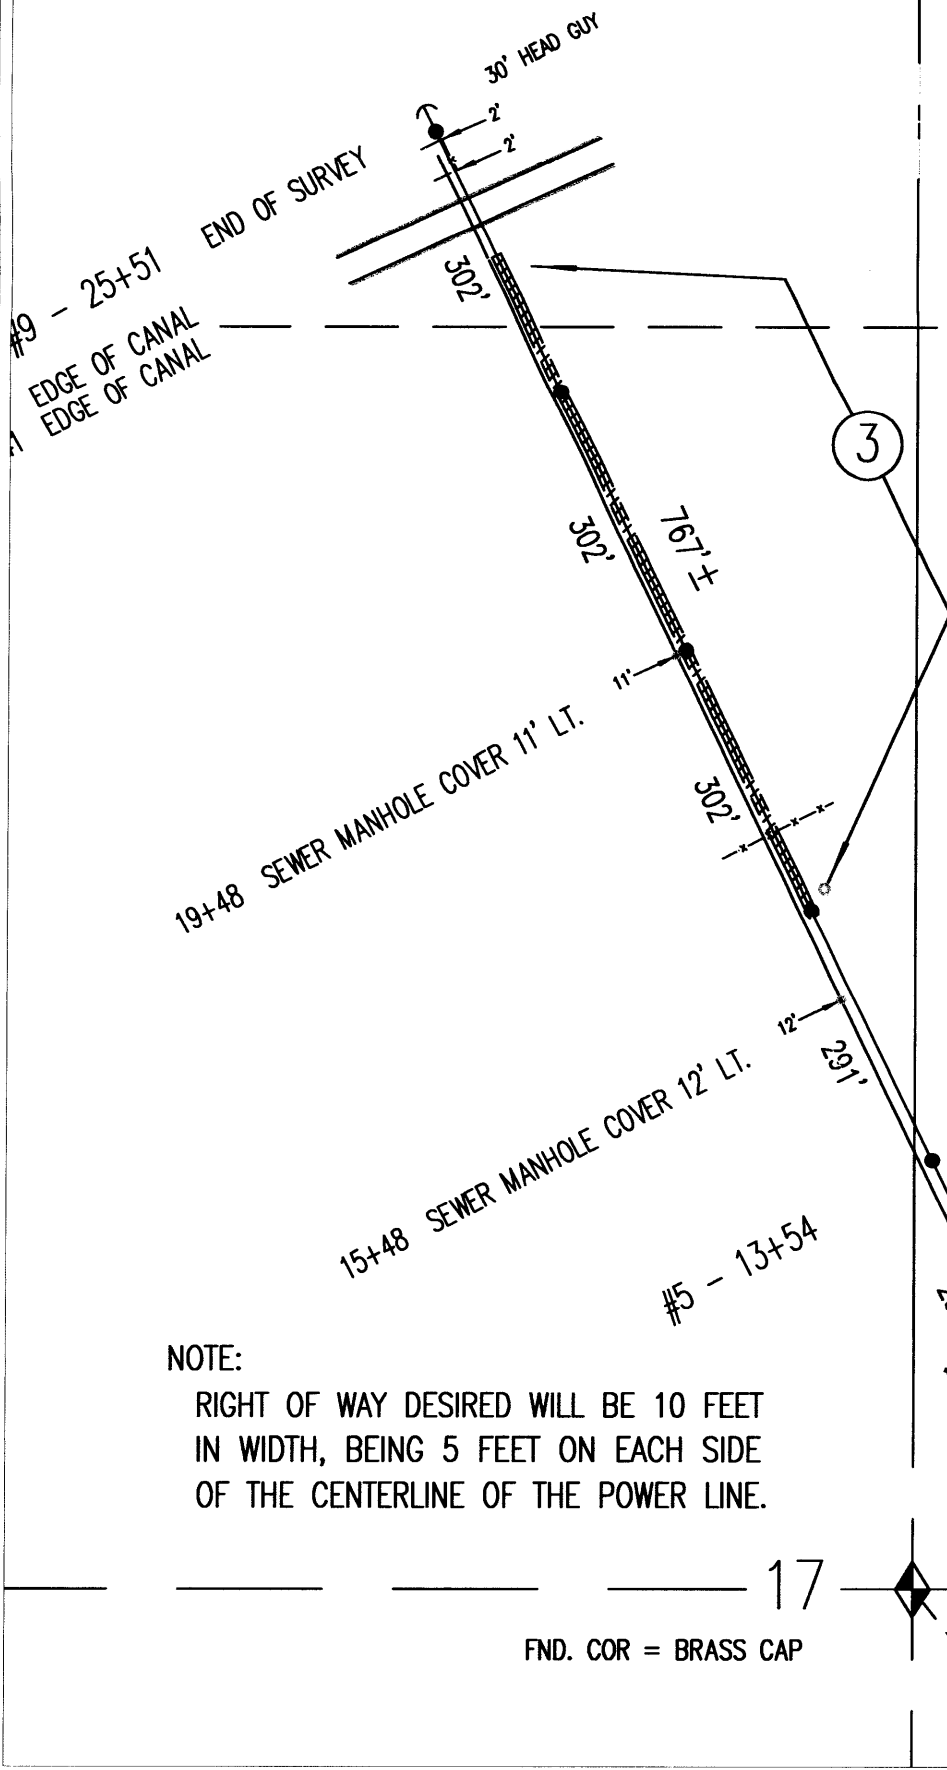 30' HEAD GUY
2'
2'
#9 - 25+51 END OF SURVEY
EDGE OF CANAL
EDGE OF CANAL
302'
3
302'
767'±
11'
19+48 SEWER MANHOLE COVER 11' LT.
302'
12'
15+48 SEWER MANHOLE COVER 12' LT.
291'
#5 - 13+54
NOTE:
RIGHT OF WAY DESIRED WILL BE 10 FEET
IN WIDTH, BEING 5 FEET ON EACH SIDE
OF THE CENTERLINE OF THE POWER LINE.
17
FND. COR = BRASS CAP